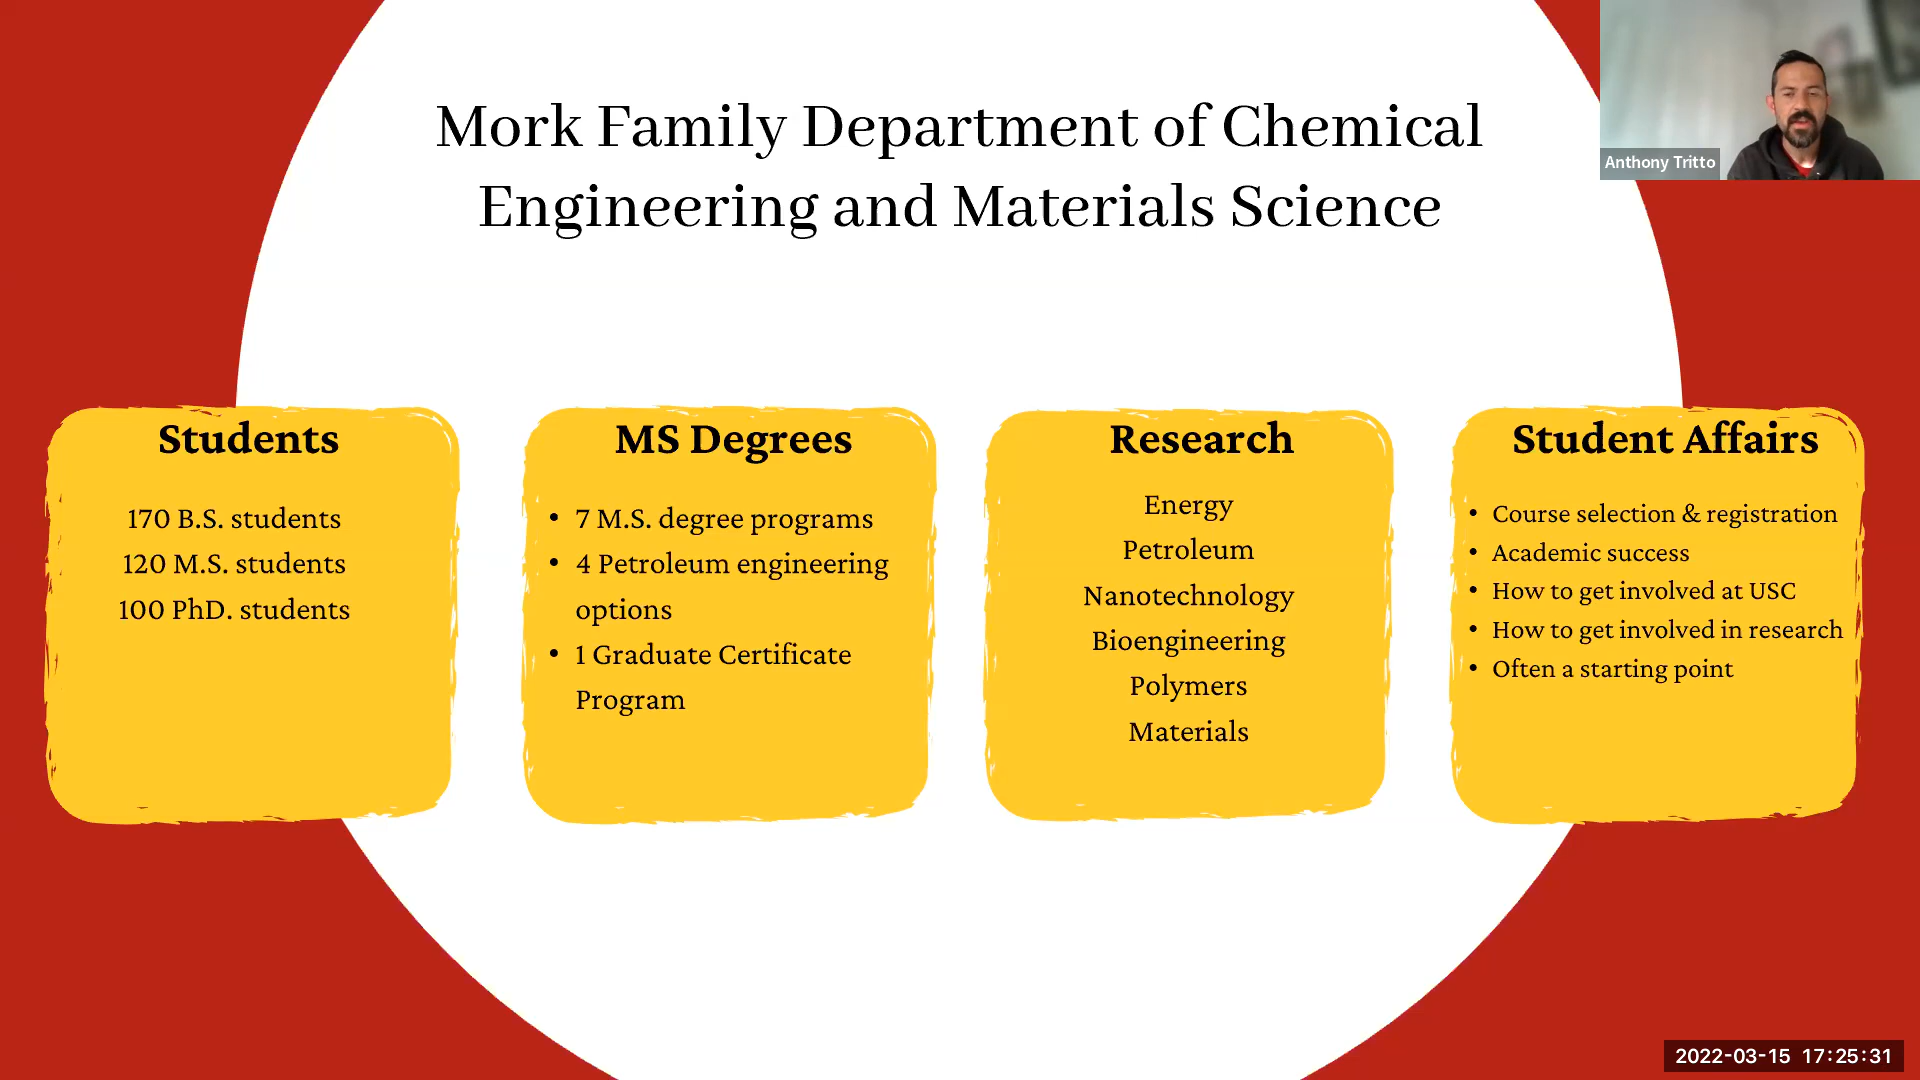 Mork Family Department of Chemical
Engineering and Materials Science
Anthony Tritto
Students
170 B.S. students
120 M.S. students
100 PhD. students
MS Degrees
• 7 M.S. degree programs
• 4 Petroleum engineering
options
• 1 Graduate Certificate
Program
Research
Energy
Petroleum
Nanotechnology
Bioengineering
Polymers
Materials
Student Affairs
• Course selection & registration
• Academic success
• How to get involved at USC
• How to get involved in research
• Often a starting point
2022-03-15 17:25:31